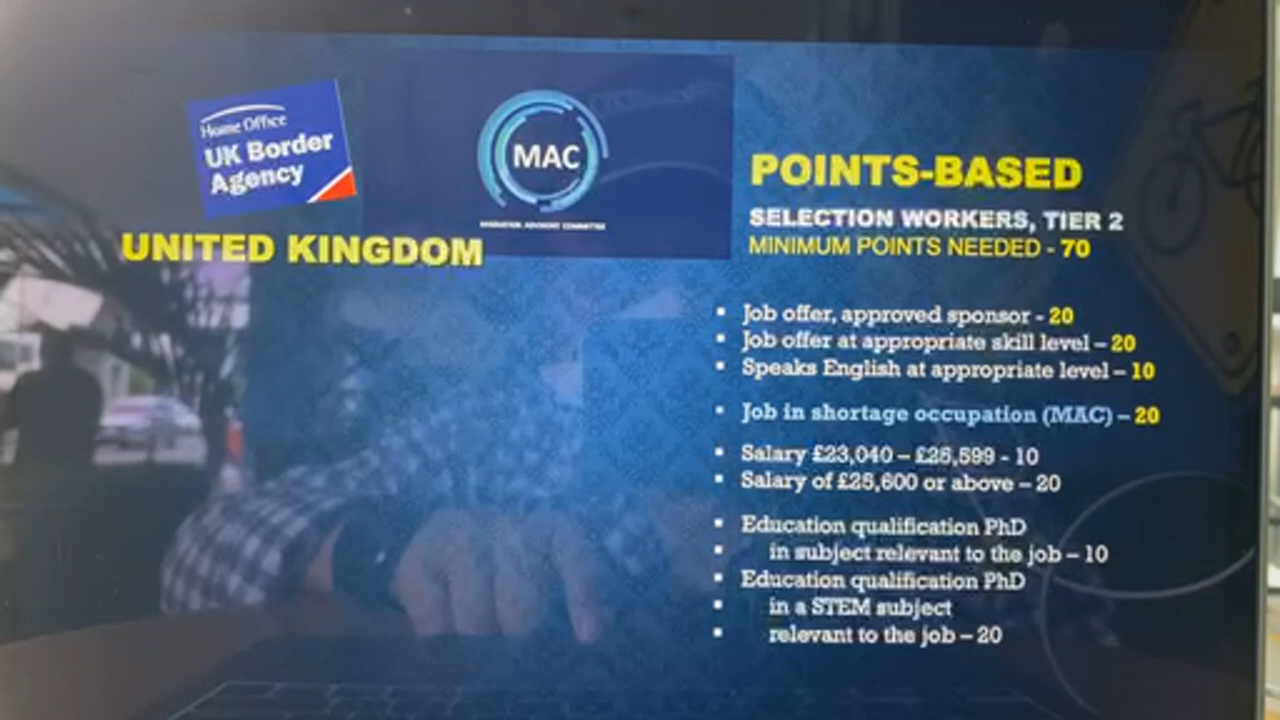 Home Office
UK Border
Agency
UNITED KINGDOM
MAC
MIGRATION ADVISORY COMMITTEE
POINTS-BASED
SELECTION WORKERS, TIER 2
MINIMUM POINTS NEEDED - 70
▪ Job offer, approved sponsor - 20
▪ Job offer at appropriate skill level – 20
▪ Speaks English at appropriate level – 10
▪ Job in shortage occupation (MAC) – 20
▪ Salary £23,040 – £25,599 - 10
▪ Salary of £25,600 or above – 20
▪ Education qualification PhD
▪ in subject relevant to the job – 10
▪ Education qualification PhD
▪ in a STEM subject
▪ relevant to the job – 20